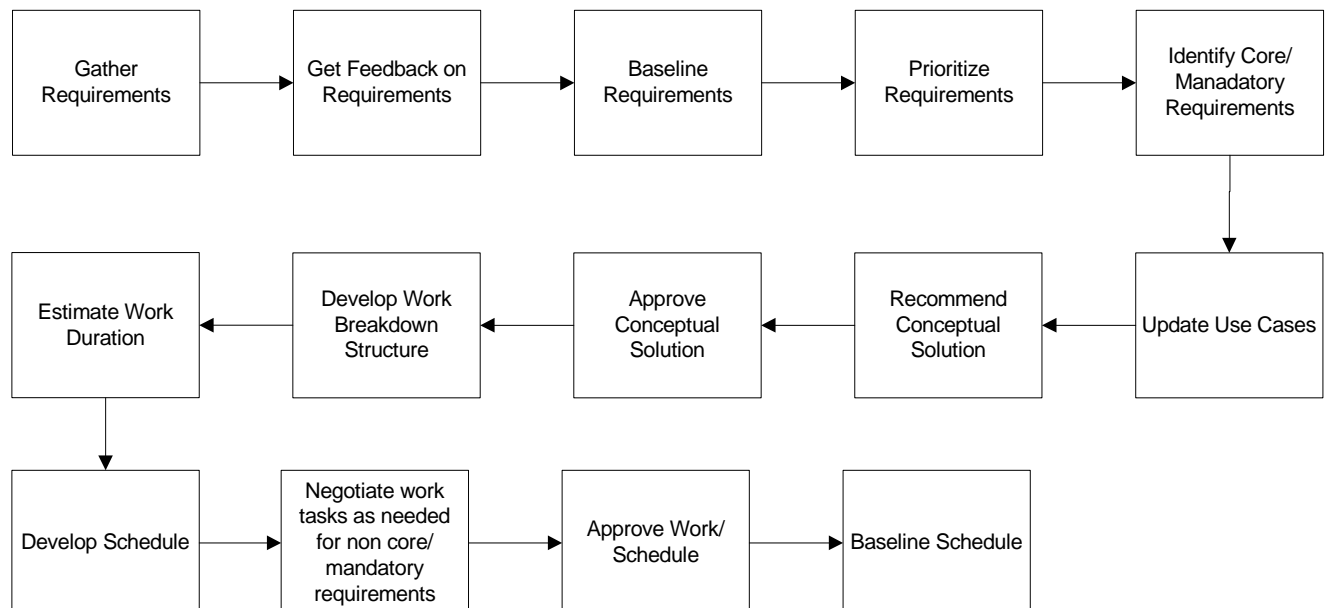 Gather
Requirements
Get Feedback on
Requirements
Baseline
Requirements
Prioritize
Requirements
Identify Core/
Manadatory
Requirements
Update Use Cases
Recommend
Conceptual
Solution
Approve
Conceptual
Solution
Develop Work
Breakdown
Structure
Estimate Work
Duration
Develop Schedule
Negotiate work
tasks as needed
for non core/
mandatory
requirements
Approve Work/
Schedule
Baseline Schedule